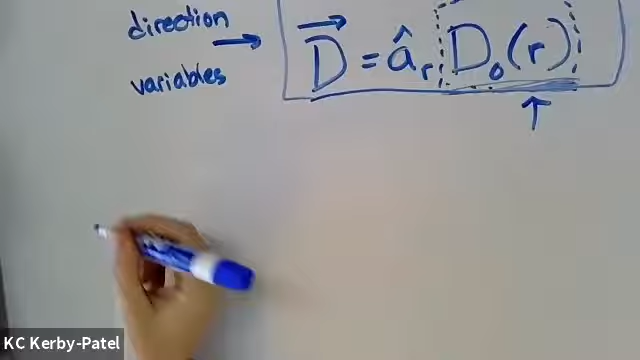 direction
variables
→ D⃗ = âᵣ D₀(r)
↑
KC Kerby-Patel